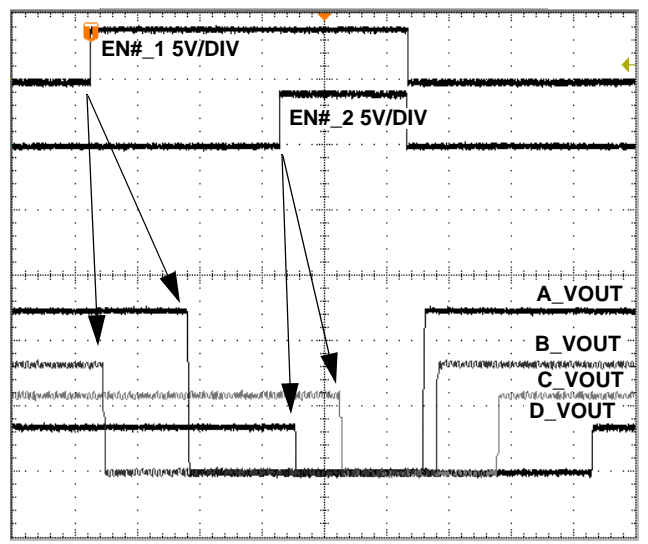 EN#_1 5V/DIV
EN#_2 5V/DIV
A_VOUT
B_VOUT
C_VOUT
D_VOUT